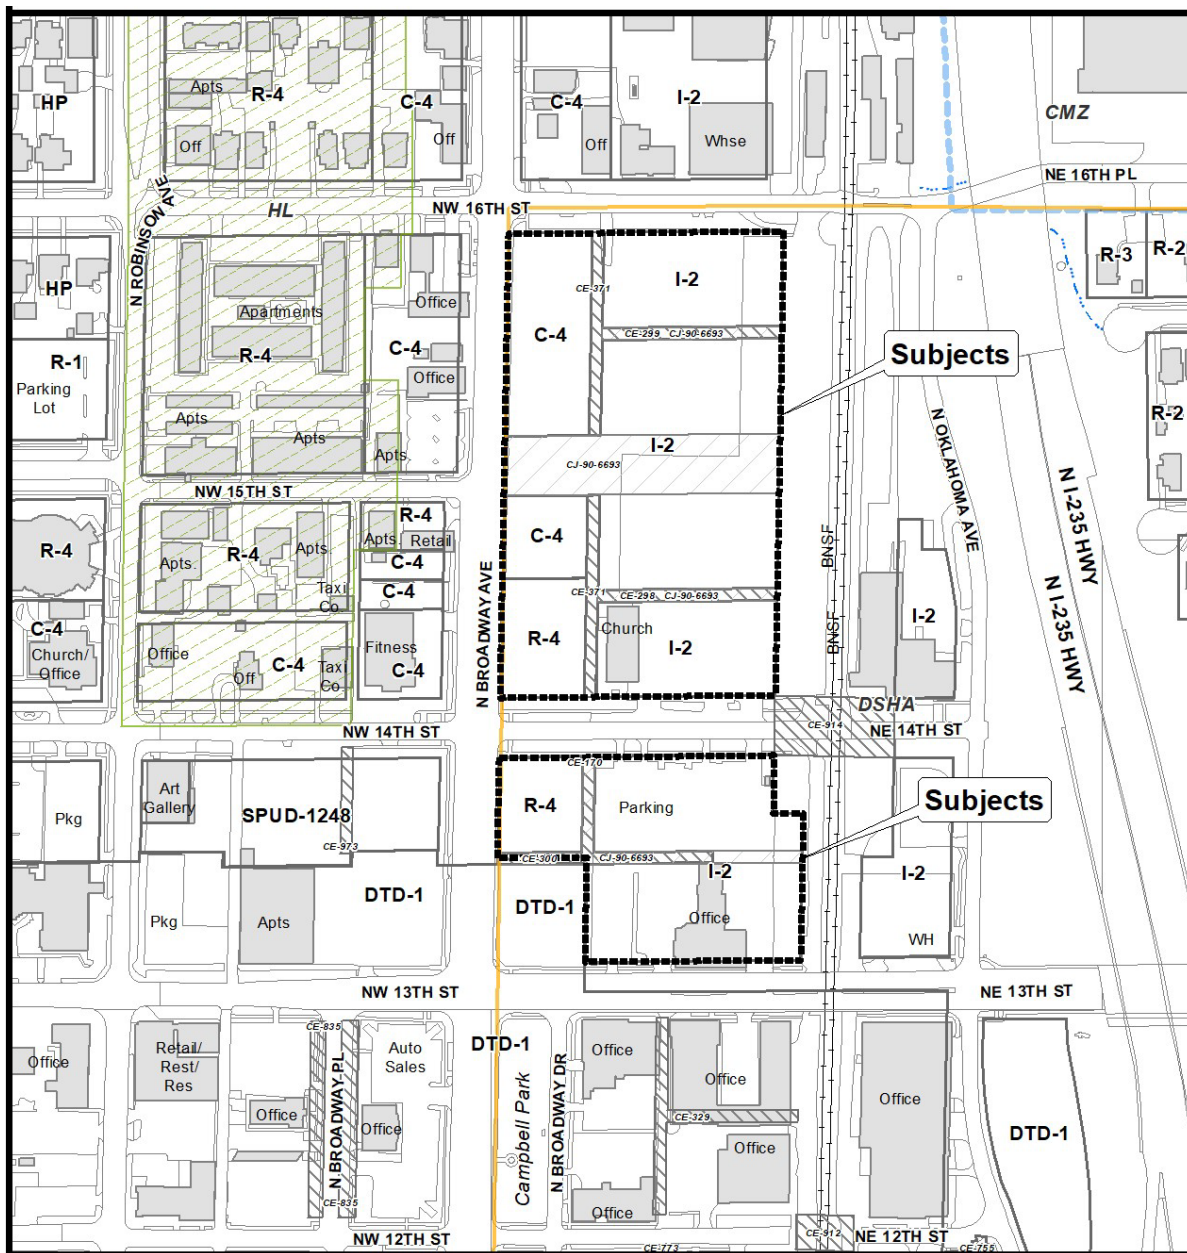 HP
Apts
R-4
C-4
Off
Off
C-4
Off
I-2
Whse
CMZ
NE 16TH PL
N ROBINSON AVE
HL
NW 16TH ST
R-3
R-2
HP
Apartments
R-4
Office
C-4
Office
R-1
Parking
Lot
Apts
Apts
Apts
NW 15TH ST
CE-371
I-2
C-4
CE-299
CJ-90-6693
Subjects
I-2
CJ-90-6693
R-2
N OKLAHOMA AVE
N I-235 HWY
N I-235 HWY
R-4
Apts
R-4
Apts
Taxi
Co
Apts
R-4
Retail
C-4
C-4
C-4
CE-371
CE-298
CJ-90-6693
R-4
Church
I-2
BNSF
BNSF
I-2
C-4
Church/
Office
Office
Off
C-4
Taxi
Co
Fitness
C-4
N BROADWAY AVE
NW 14TH ST
DSHA
CE-914
NE 14TH ST
Pkg
Art
Gallery
SPUD-1248
CE-973
CE-170
R-4
Parking
Subjects
CE-300
CJ-90-6693
I-2
I-2
Pkg
Apts
DTD-1
DTD-1
Office
WH
NW 13TH ST
NE 13TH ST
Office
Retail/
Rest/
Res
CE-835
Auto
Sales
DTD-1
Office
Office
Office
Office
N BROADWAY PL
Office
Campbell Park
N BROADWAY DR
CE-329
DTD-1
Office
CE-835
Office
NW 12TH ST
CE-773
CE-912
NE 12TH ST
CE-755